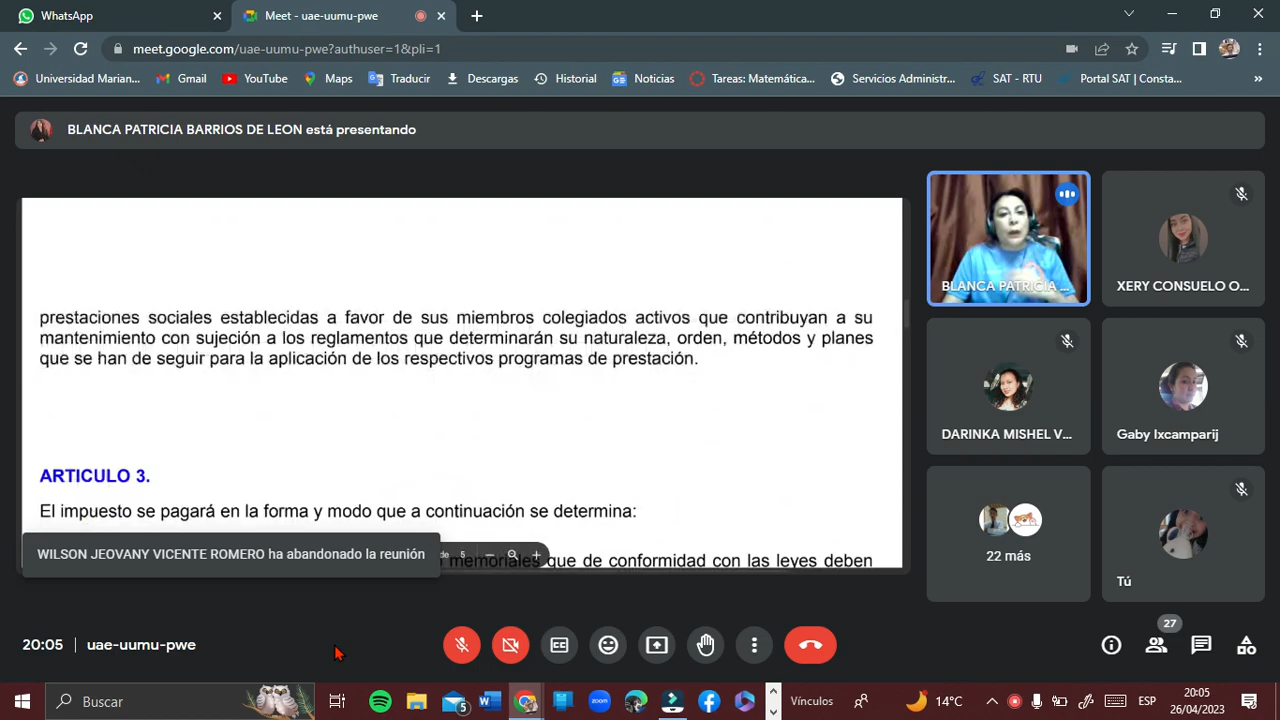 WhatsApp
Meet - uae-uumu-pwe
meet.google.com/uae-uumu-pwe?authuser=1&pli=1
Universidad Marian...
Gmail
YouTube
Maps
Traducir
Descargas
Historial
Noticias
Tareas: Matemática...
Servicios Administr...
SAT - RTU
Portal SAT | Consta...
»
BLANCA PATRICIA BARRIOS DE LEON está presentando
prestaciones sociales establecidas a favor de sus miembros colegiados activos que contribuyan a su
mantenimiento con sujeción a los reglamentos que determinarán su naturaleza, orden, métodos y planes
que se han de seguir para la aplicación de los respectivos programas de prestación.
ARTICULO 3.
El impuesto se pagará en la forma y modo que a continuación se determina:
memoriales que de conformidad con las leyes deben
WILSON JEOVANY VICENTE ROMERO ha abandonado la reunión
de 5
BLANCA PATRICIA ...
XERY CONSUELO O...
DARINKA MISHEL V...
Gaby Ixcamparij
22 más
Tú
20:05 | uae-uumu-pwe
27
Buscar
5
Vínculos
14°C
ESP
20:05
26/04/2023